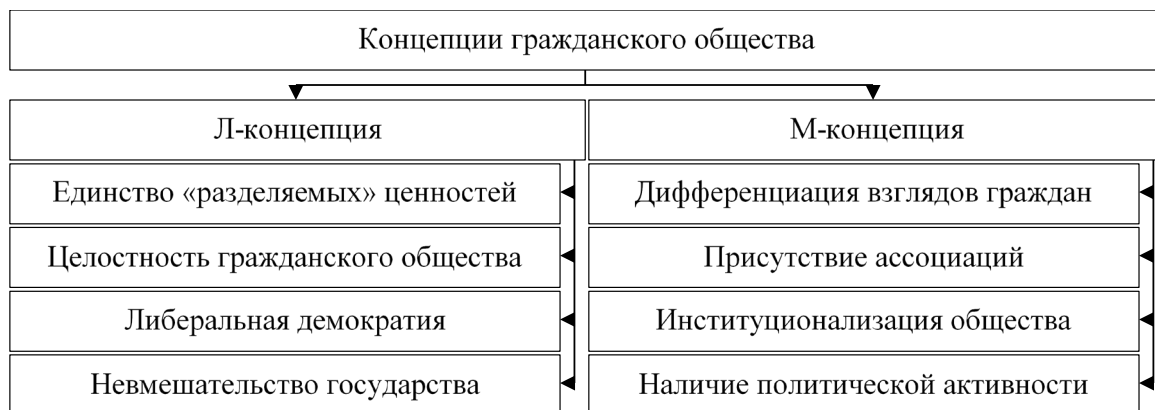 Концепции гражданского общества
Л-концепция
М-концепция
Единство «разделяемых» ценностей
Дифференциация взглядов граждан
Целостность гражданского общества
Присутствие ассоциаций
Либеральная демократия
Институционализация общества
Невмешательство государства
Наличие политической активности